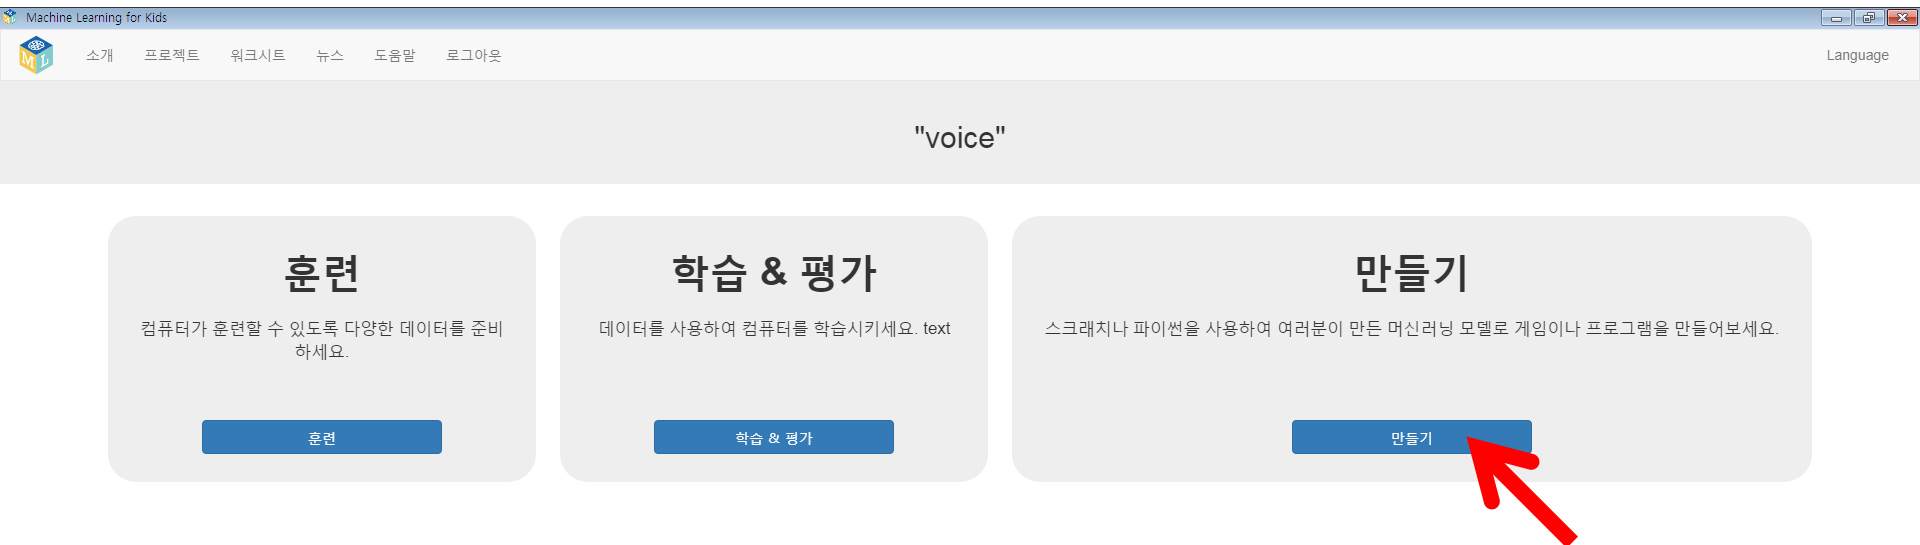 Machine Learning for Kids
ML
소개 프로젝트 워크시트 뉴스 도움말 로그아웃 Language
"voice"
훈련
컴퓨터가 훈련할 수 있도록 다양한 데이터를 준비
하세요.
훈련
학습 & 평가
데이터를 사용하여 컴퓨터를 학습시키세요. text
학습 & 평가
만들기
스크래치나 파이썬을 사용하여 여러분이 만든 머신러닝 모델로 게임이나 프로그램을 만들어보세요.
만들기